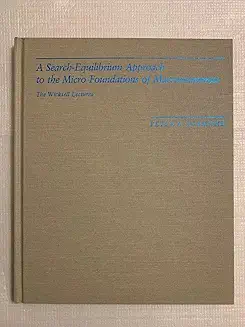 A Search-Equilibrium Approach
to the Micro Foundations of Macroeconomics
The Wicksell Lectures